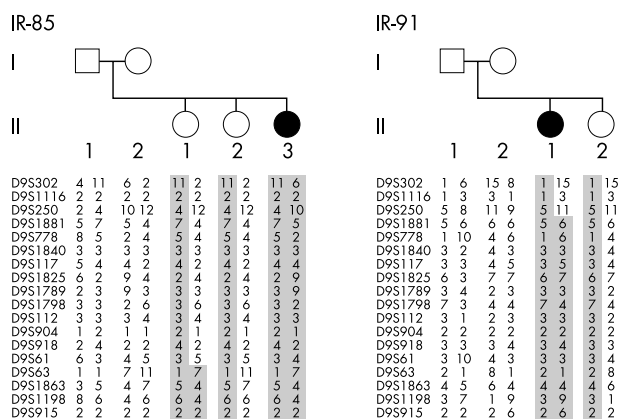 IR-85
I
II
1 2 1 2 3
D9S302 4 11 6 2 11 2 11 2 11 6
D9S1116 2 2 2 2 2 2 2 2 2 2
D9S250 2 4 10 12 4 12 4 12 4 10
D9S1881 5 7 5 4 7 4 7 4 7 5
D9S778 8 5 2 4 5 4 5 4 5 2
D9S1840 3 3 3 3 3 3 3 3 3 3
D9S117 5 4 4 2 4 2 4 2 4 4
D9S1825 6 2 9 4 2 4 2 4 2 9
D9S1789 2 3 9 3 3 3 3 3 3 9
D9S1798 2 3 2 6 3 6 3 6 3 2
D9S112 3 3 3 4 3 4 3 4 3 3
D9S904 1 2 1 1 2 1 2 1 2 1
D9S918 2 4 2 2 4 2 4 2 4 2
D9S61 6 3 4 5 3 5 3 5 3 4
D9S63 1 1 7 11 1 7 1 11 1 7
D9S1863 3 5 4 7 5 4 5 7 5 4
D9S1198 8 6 4 6 6 4 6 6 6 4
D9S915 2 2 2 2 2 2 2 2 2 2
IR-91
I
II
1 2 1 2
D9S302 1 6 15 8 1 15 1 15
D9S1116 1 3 3 1 1 3 1 3
D9S250 5 8 11 9 5 11 5 11
D9S1881 5 6 6 6 5 6 5 6
D9S778 1 10 4 6 1 6 1 4
D9S1840 3 2 4 3 3 3 3 4
D9S117 3 3 4 5 3 5 3 4
D9S1825 6 3 7 7 6 7 6 7
D9S1789 3 4 2 3 3 3 3 2
D9S1798 7 3 4 4 7 4 7 4
D9S112 3 1 2 3 3 3 3 2
D9S904 2 2 2 2 2 2 2 2
D9S918 3 3 3 4 3 4 3 3
D9S61 3 10 4 3 3 3 3 4
D9S63 2 1 8 1 2 1 2 8
D9S1863 4 5 6 4 4 4 4 6
D9S1198 3 7 1 9 3 9 3 1
D9S915 2 2 2 2 2 2 2 2